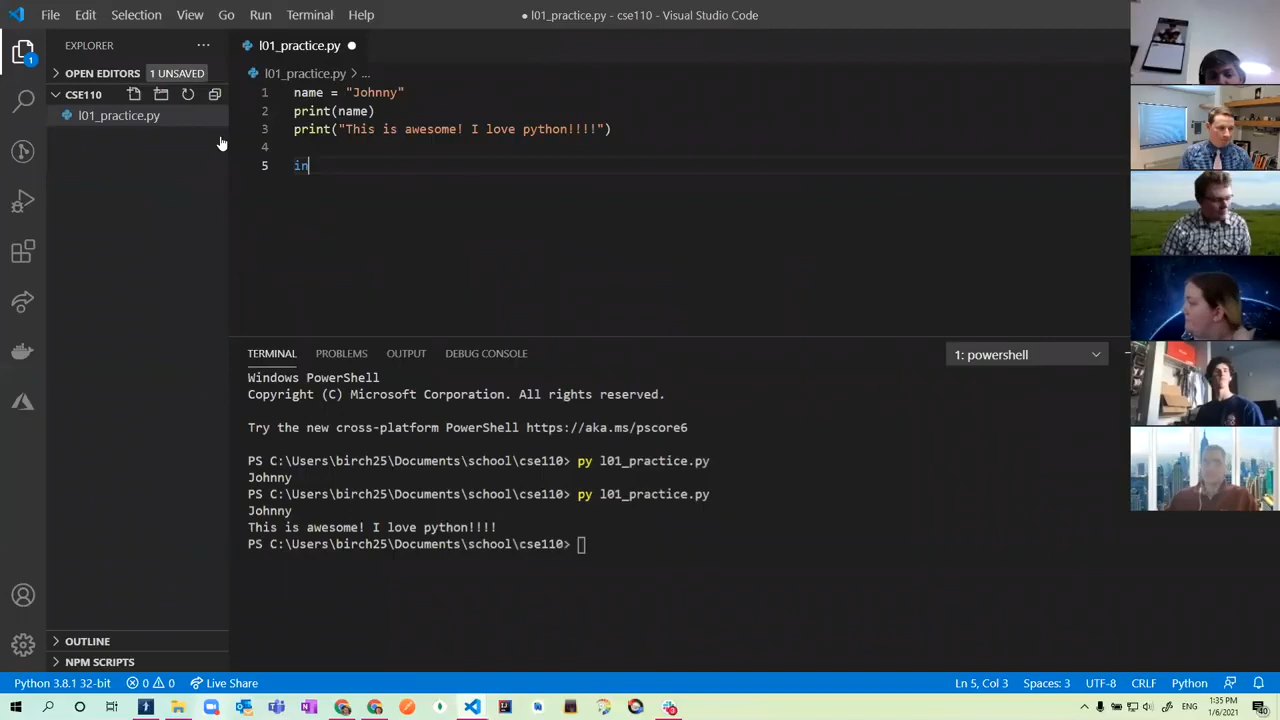 File Edit Selection View Go Run Terminal Help
● l01_practice.py - cse110 - Visual Studio Code
EXPLORER ...
1
l01_practice.py ●
OPEN EDITORS 1 UNSAVED
l01_practice.py > ...
CSE110
l01_practice.py
1 name = "Johnny"
2 print(name)
3 print("This is awesome! I love python!!!!")
4
5 in
TERMINAL PROBLEMS OUTPUT DEBUG CONSOLE
1: powershell
Windows PowerShell
Copyright (C) Microsoft Corporation. All rights reserved.
Try the new cross-platform PowerShell https://aka.ms/pscore6
PS C:\Users\birch25\Documents\school\cse110> py l01_practice.py
Johnny
PS C:\Users\birch25\Documents\school\cse110> py l01_practice.py
Johnny
This is awesome! I love python!!!!
PS C:\Users\birch25\Documents\school\cse110>
OUTLINE
NPM SCRIPTS
Python 3.8.1 32-bit 0 0 Live Share
Ln 5, Col 3 Spaces: 3 UTF-8 CRLF Python
ENG
1:35 PM
1/6/2021
40